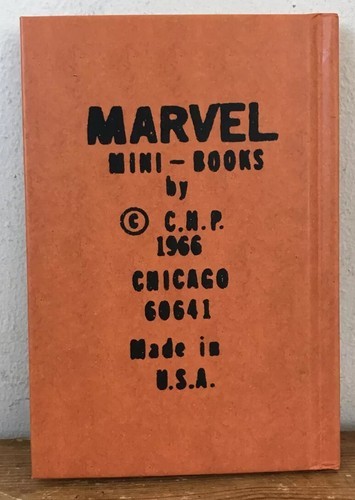 MARVEL
MINI-BOOKS
by
© C.M.P.
1966
CHICAGO
60641
Made in
U.S.A.